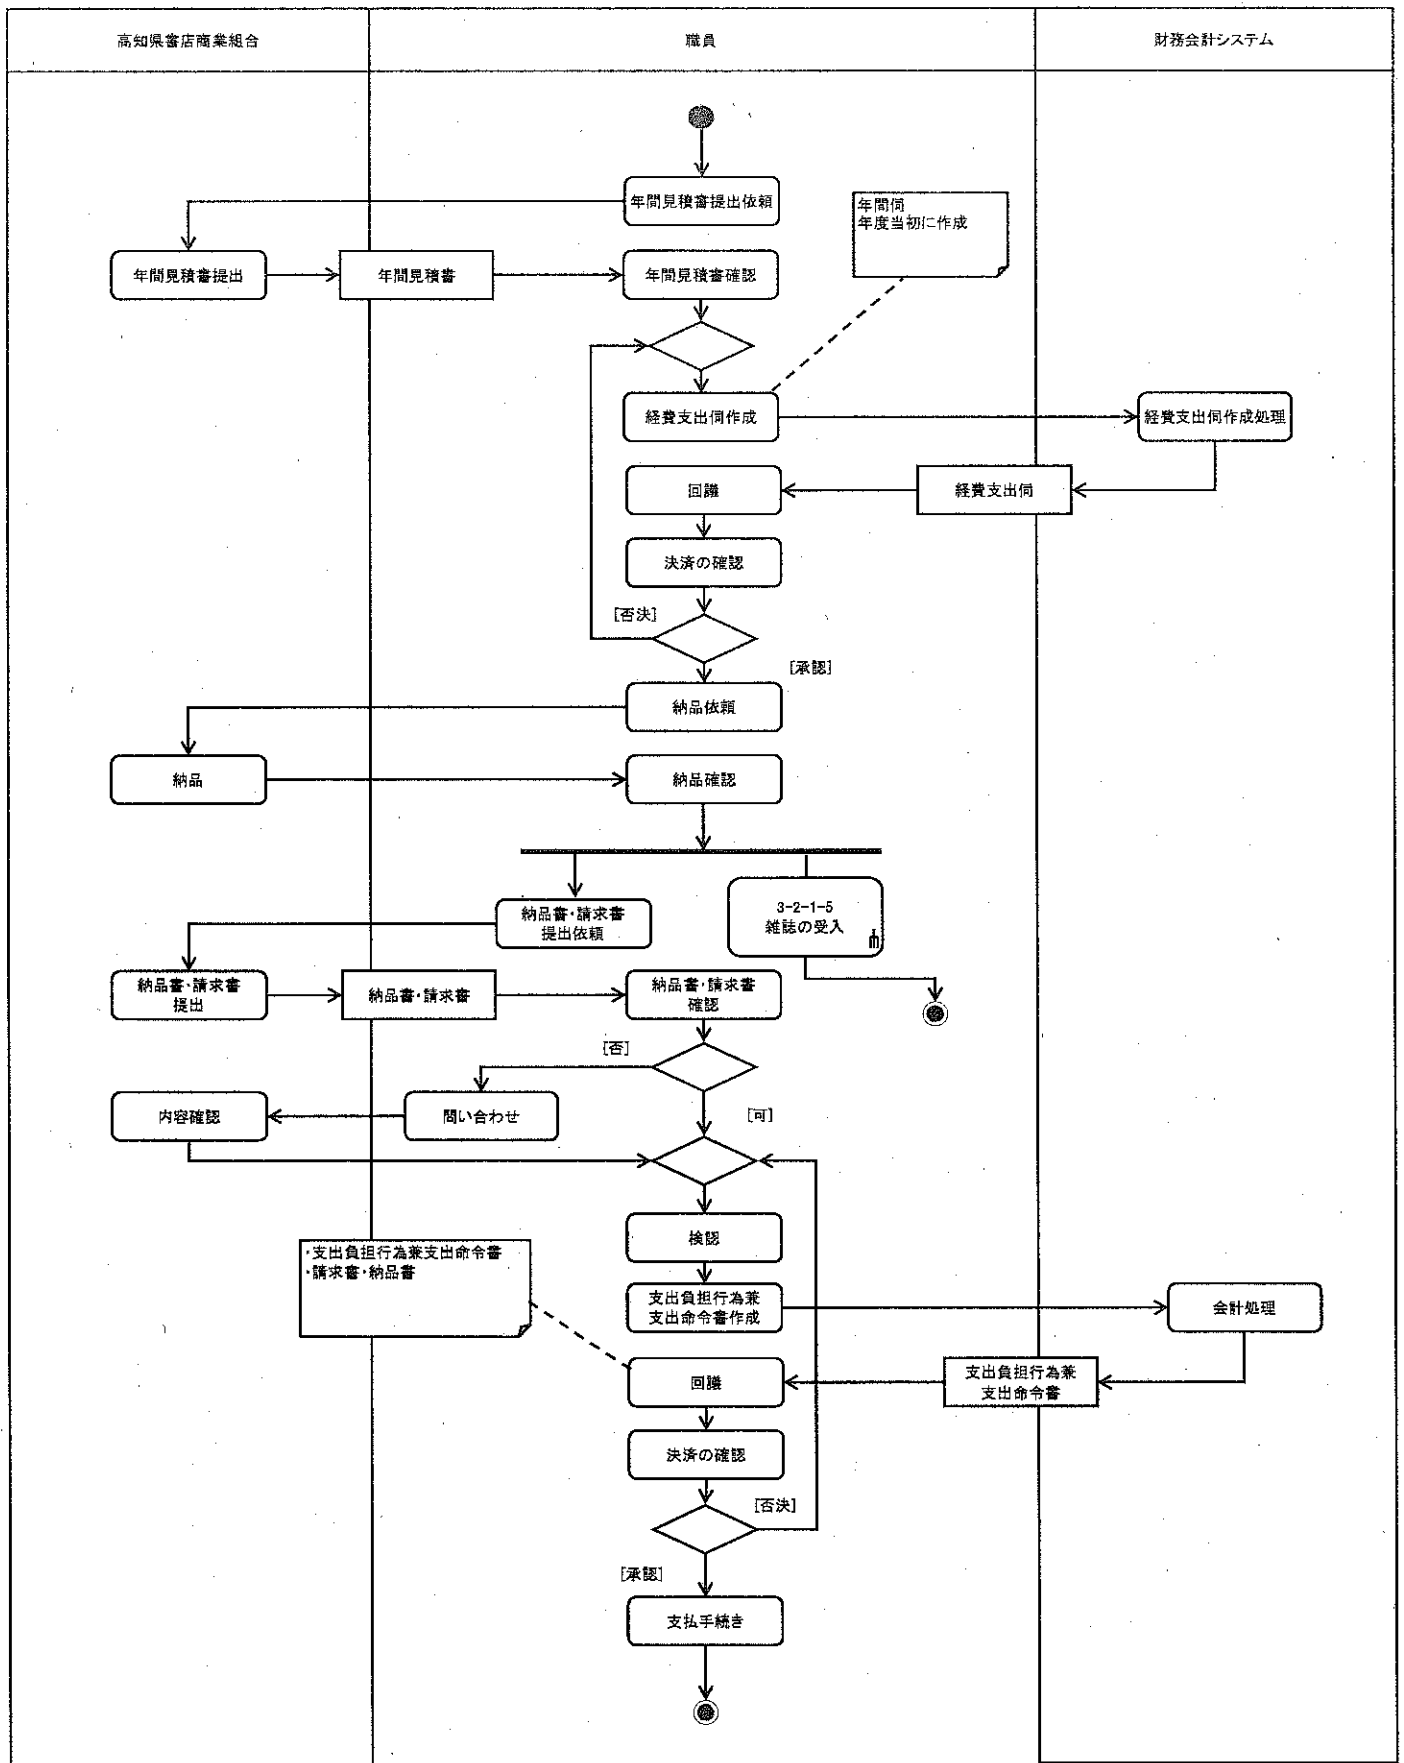 高知県書店商業組合
職員
財務会計システム
年間見積書提出依頼
年間伺
年度当初に作成
年間見積書提出
年間見積書
年間見積書確認
経費支出伺作成
経費支出伺作成処理
回議
経費支出伺
決済の確認
[否決]
[承認]
納品依頼
納品
納品確認
納品書・請求書
提出依頼
3-2-1-5
雑誌の受入
納品書・請求書
提出
納品書・請求書
納品書・請求書
確認
[否]
内容確認
問い合わせ
[可]
検認
・支出負担行為兼支出命令書
・請求書・納品書
支出負担行為兼
支出命令書作成
会計処理
回議
支出負担行為兼
支出命令書
決済の確認
[否決]
[承認]
支払手続き